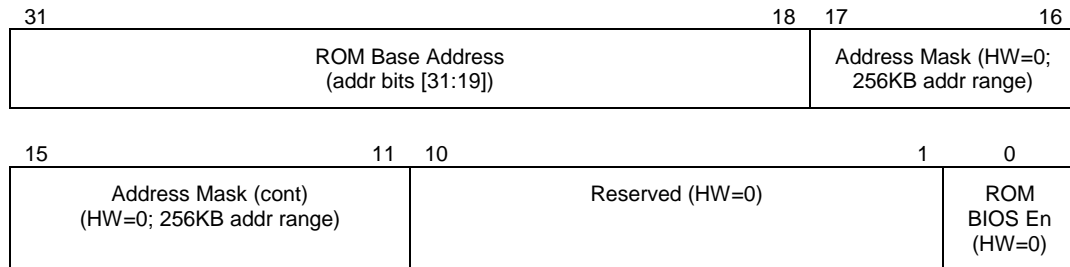 31 18 17 16
ROM Base Address
(addr bits [31:19])
Address Mask (HW=0;
256KB addr range)
15 11 10 1 0
Address Mask (cont)
(HW=0; 256KB addr range)
Reserved (HW=0)
ROM
BIOS En
(HW=0)